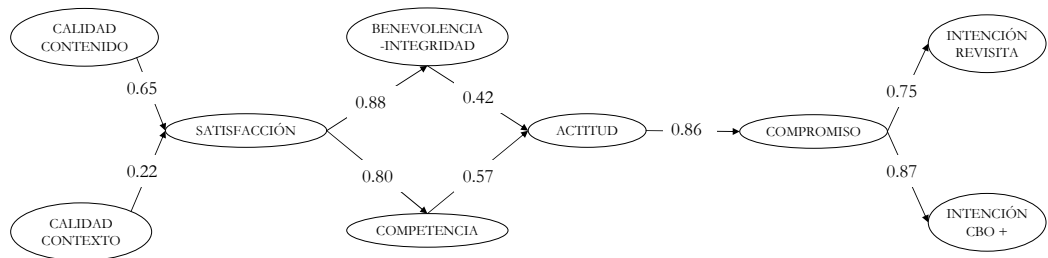 CALIDAD
CONTENIDO
0.65
0.22
CALIDAD
CONTEXTO
SATISFACCIÓN
0.88
0.80
BENEVOLENCIA
-INTEGRIDAD
COMPETENCIA
0.42
0.57
ACTITUD
0.86
COMPROMISO
0.75
0.87
INTENCIÓN
REVISITA
INTENCIÓN
CBO +